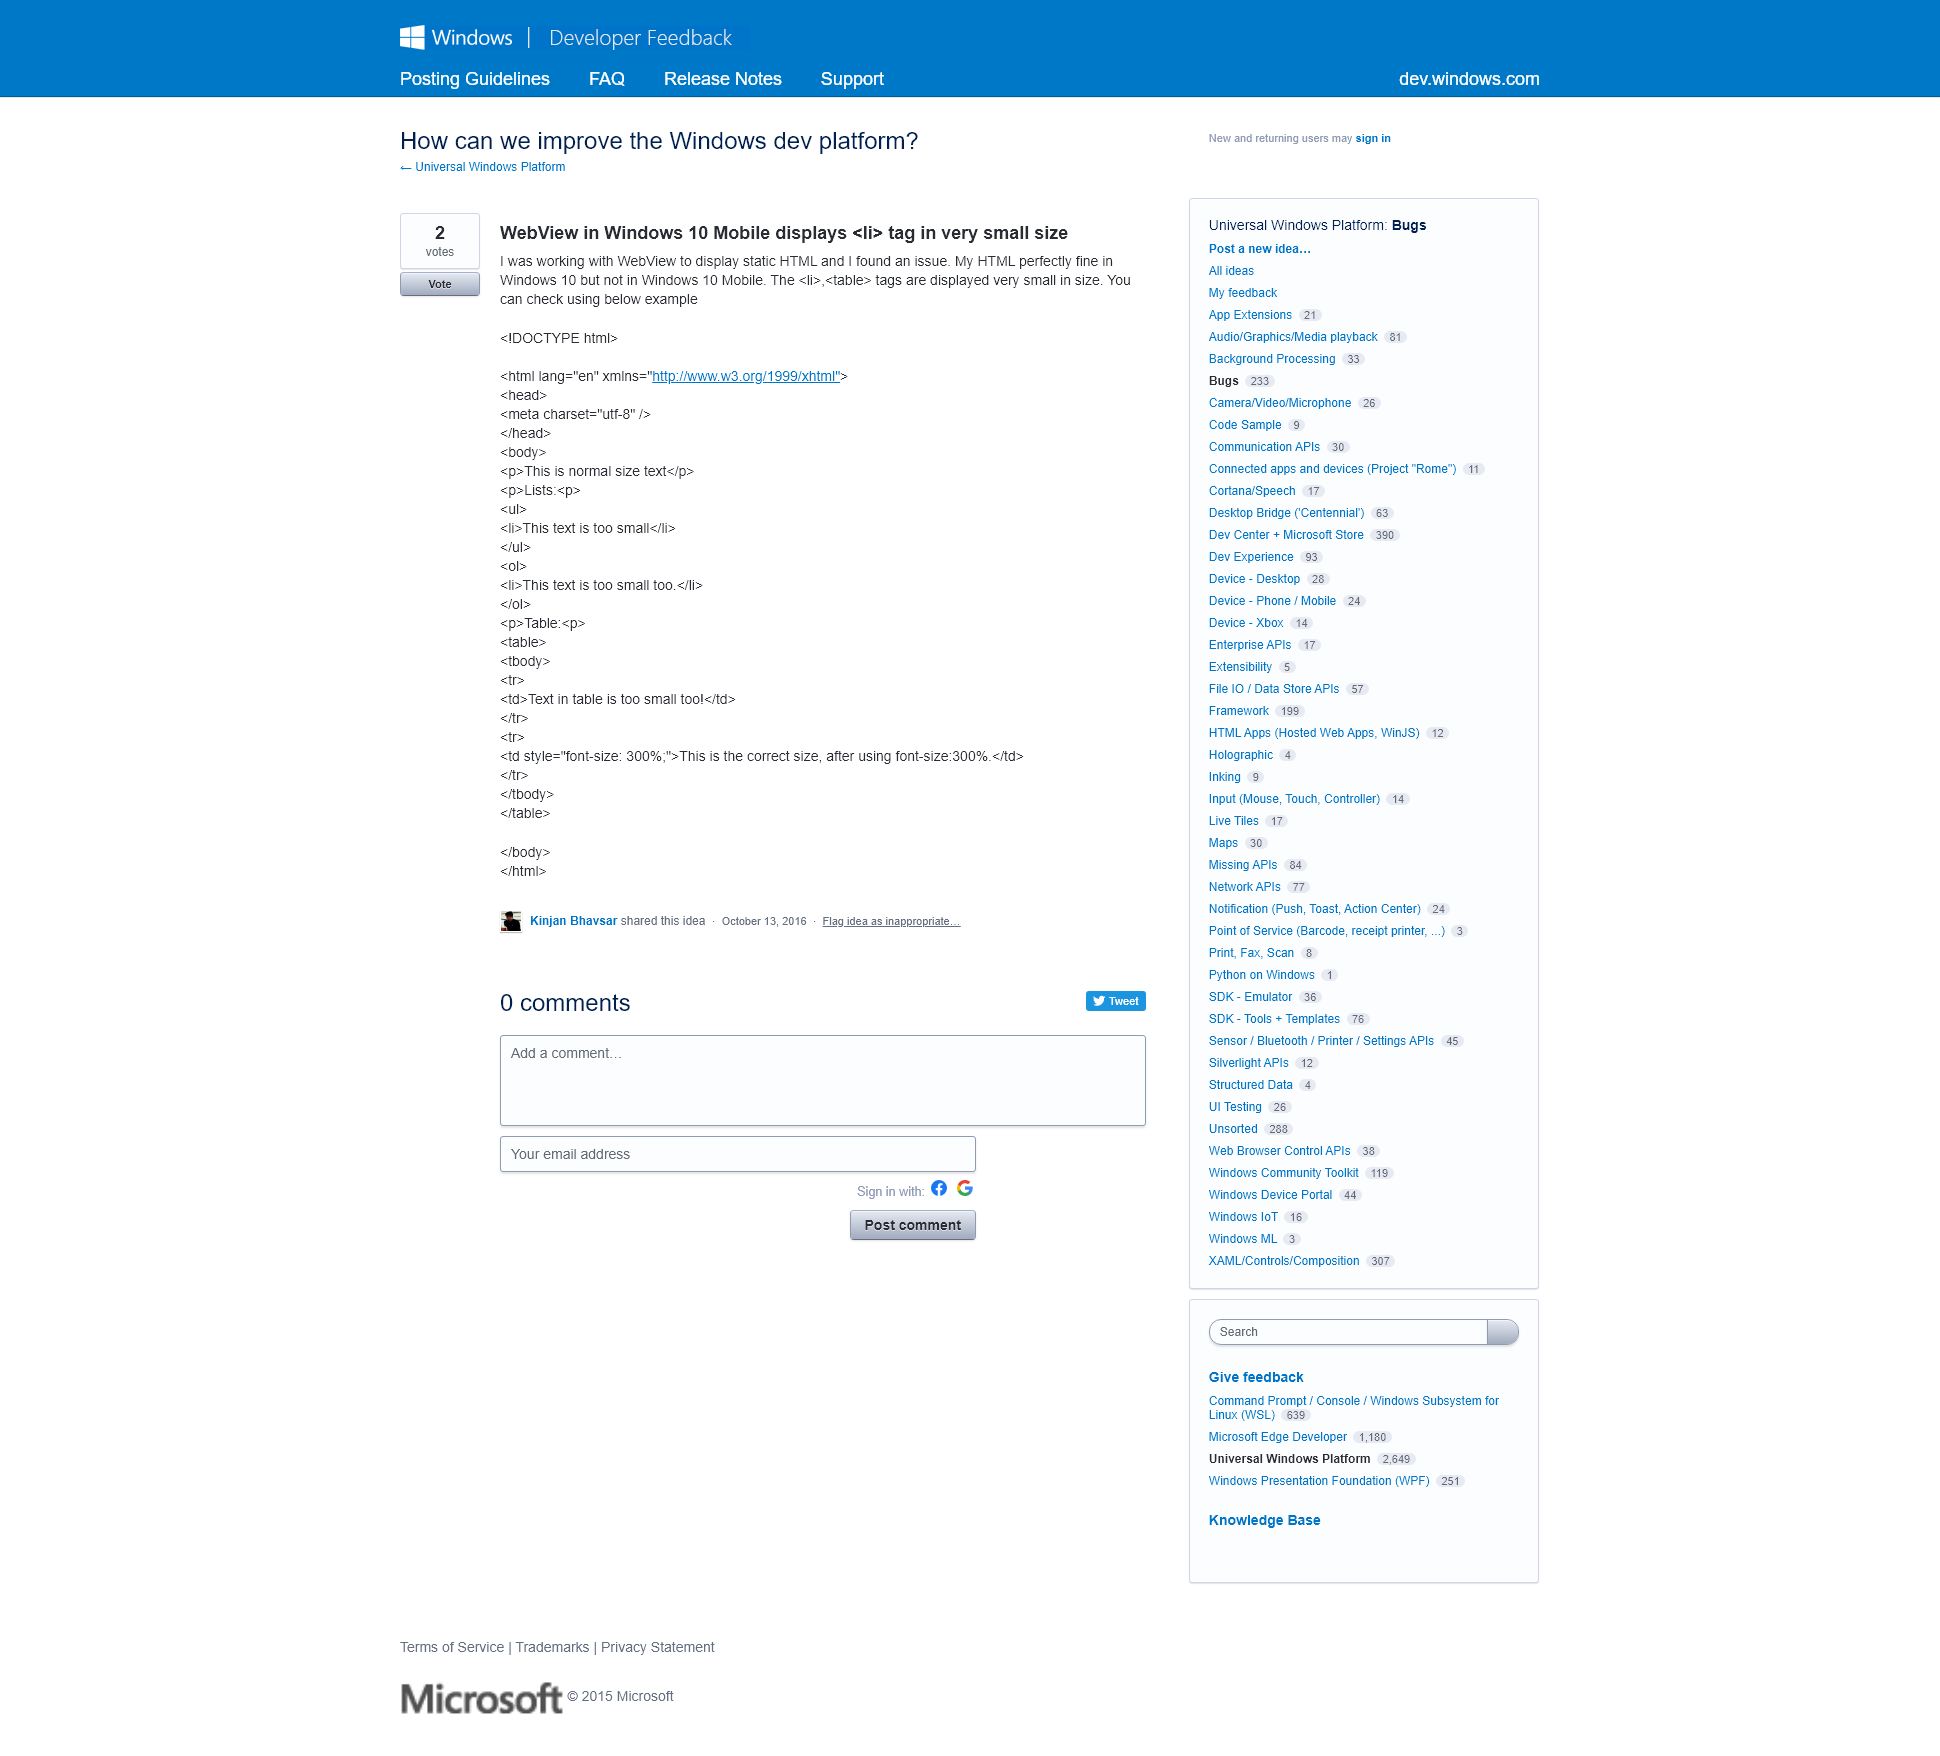 Windows | Developer Feedback
Posting Guidelines FAQ Release Notes Support dev.windows.com
How can we improve the Windows dev platform?
← Universal Windows Platform
New and returning users may sign in
2
votes
Vote
WebView in Windows 10 Mobile displays <li> tag in very small size
I was working with WebView to display static HTML and I found an issue. My HTML perfectly fine in
Windows 10 but not in Windows 10 Mobile. The <li>,<table> tags are displayed very small in size. You
can check using below example
<!DOCTYPE html>
<html lang="en" xmlns="http://www.w3.org/1999/xhtml">
<head>
<meta charset="utf-8" />
</head>
<body>
<p>This is normal size text</p>
<p>Lists:<p>
<ul>
<li>This text is too small</li>
</ul>
<ol>
<li>This text is too small too.</li>
</ol>
<p>Table:<p>
<table>
<tbody>
<tr>
<td>Text in table is too small too!</td>
</tr>
<tr>
<td style="font-size: 300%;">This is the correct size, after using font-size:300%.</td>
</tr>
</tbody>
</table>
</body>
</html>
Kinjan Bhavsar shared this idea · October 13, 2016 · Flag idea as inappropriate…
0 comments
Tweet
Add a comment…
Your email address
Sign in with:
Post comment
Universal Windows Platform: Bugs
Post a new idea…
All ideas
My feedback
App Extensions 21
Audio/Graphics/Media playback 81
Background Processing 33
Bugs 233
Camera/Video/Microphone 26
Code Sample 9
Communication APIs 30
Connected apps and devices (Project "Rome") 11
Cortana/Speech 17
Desktop Bridge ('Centennial') 63
Dev Center + Microsoft Store 390
Dev Experience 93
Device - Desktop 28
Device - Phone / Mobile 24
Device - Xbox 14
Enterprise APIs 17
Extensibility 5
File IO / Data Store APIs 57
Framework 199
HTML Apps (Hosted Web Apps, WinJS) 12
Holographic 4
Inking 9
Input (Mouse, Touch, Controller) 14
Live Tiles 17
Maps 30
Missing APIs 84
Network APIs 77
Notification (Push, Toast, Action Center) 24
Point of Service (Barcode, receipt printer, ...) 3
Print, Fax, Scan 8
Python on Windows 1
SDK - Emulator 36
SDK - Tools + Templates 76
Sensor / Bluetooth / Printer / Settings APIs 45
Silverlight APIs 12
Structured Data 4
UI Testing 26
Unsorted 288
Web Browser Control APIs 38
Windows Community Toolkit 119
Windows Device Portal 44
Windows IoT 16
Windows ML 3
XAML/Controls/Composition 307
Search
Give feedback
Command Prompt / Console / Windows Subsystem for
Linux (WSL) 639
Microsoft Edge Developer 1,180
Universal Windows Platform 2,649
Windows Presentation Foundation (WPF) 251
Knowledge Base
Terms of Service | Trademarks | Privacy Statement
Microsoft © 2015 Microsoft